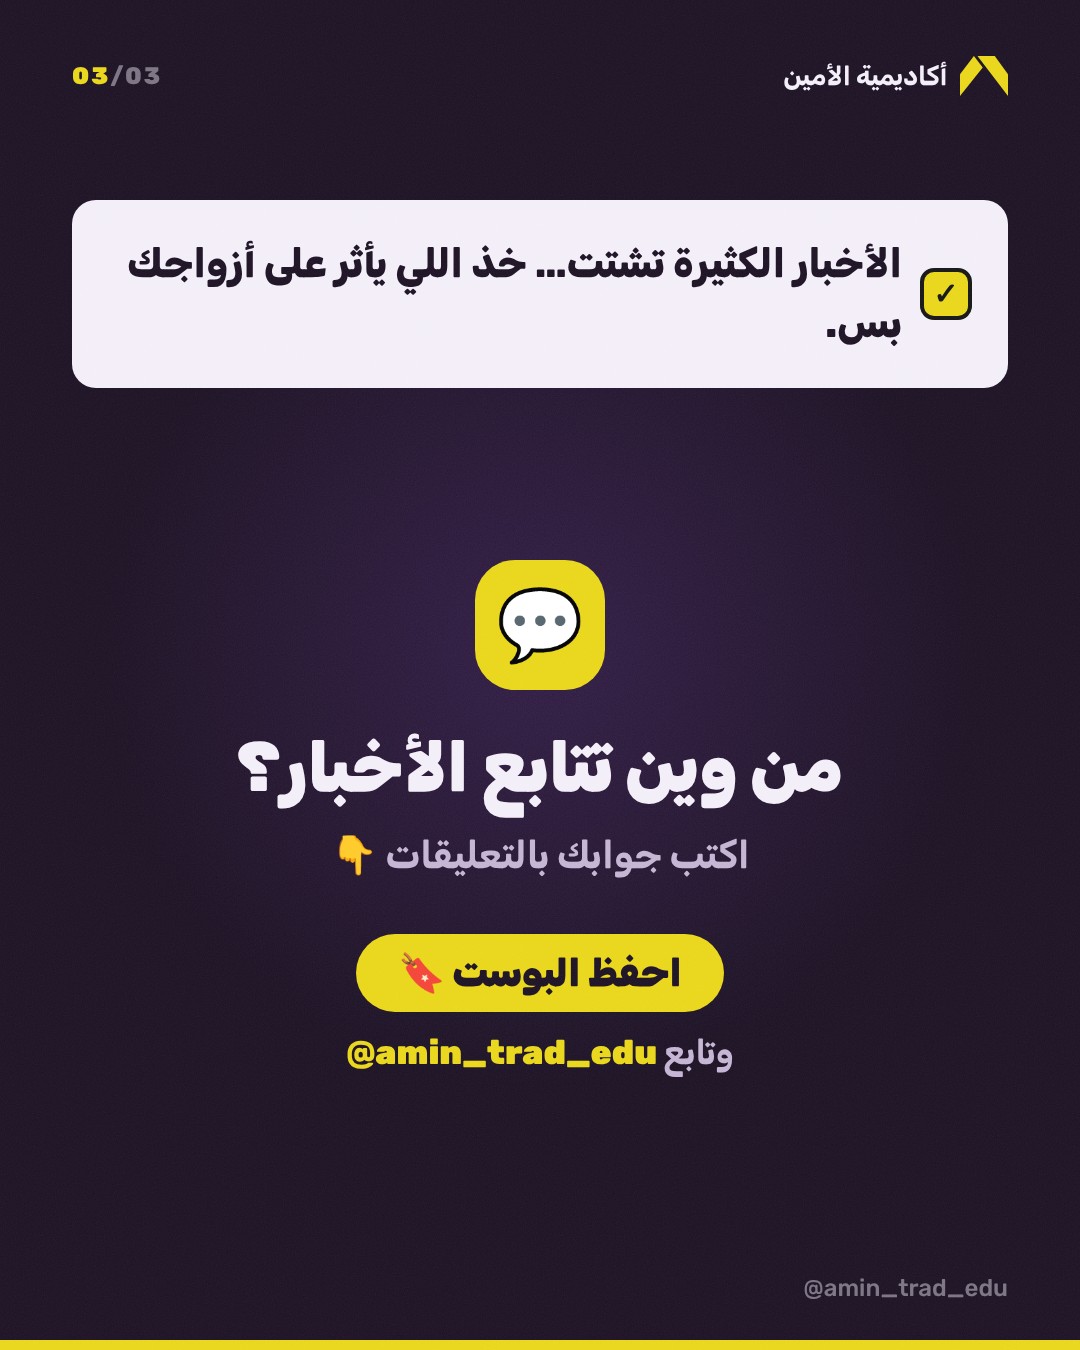 أكاديمية الأمين
03/03
الأخبار الكثيرة تشتت... خذ اللي يأثر على أزواجك
بس.
✓
من وين تتابع الأخبار؟
اكتب جوابك بالتعليقات 👇
احفظ البوست 🔖
وتابع @amin_trad_edu
@amin_trad_edu